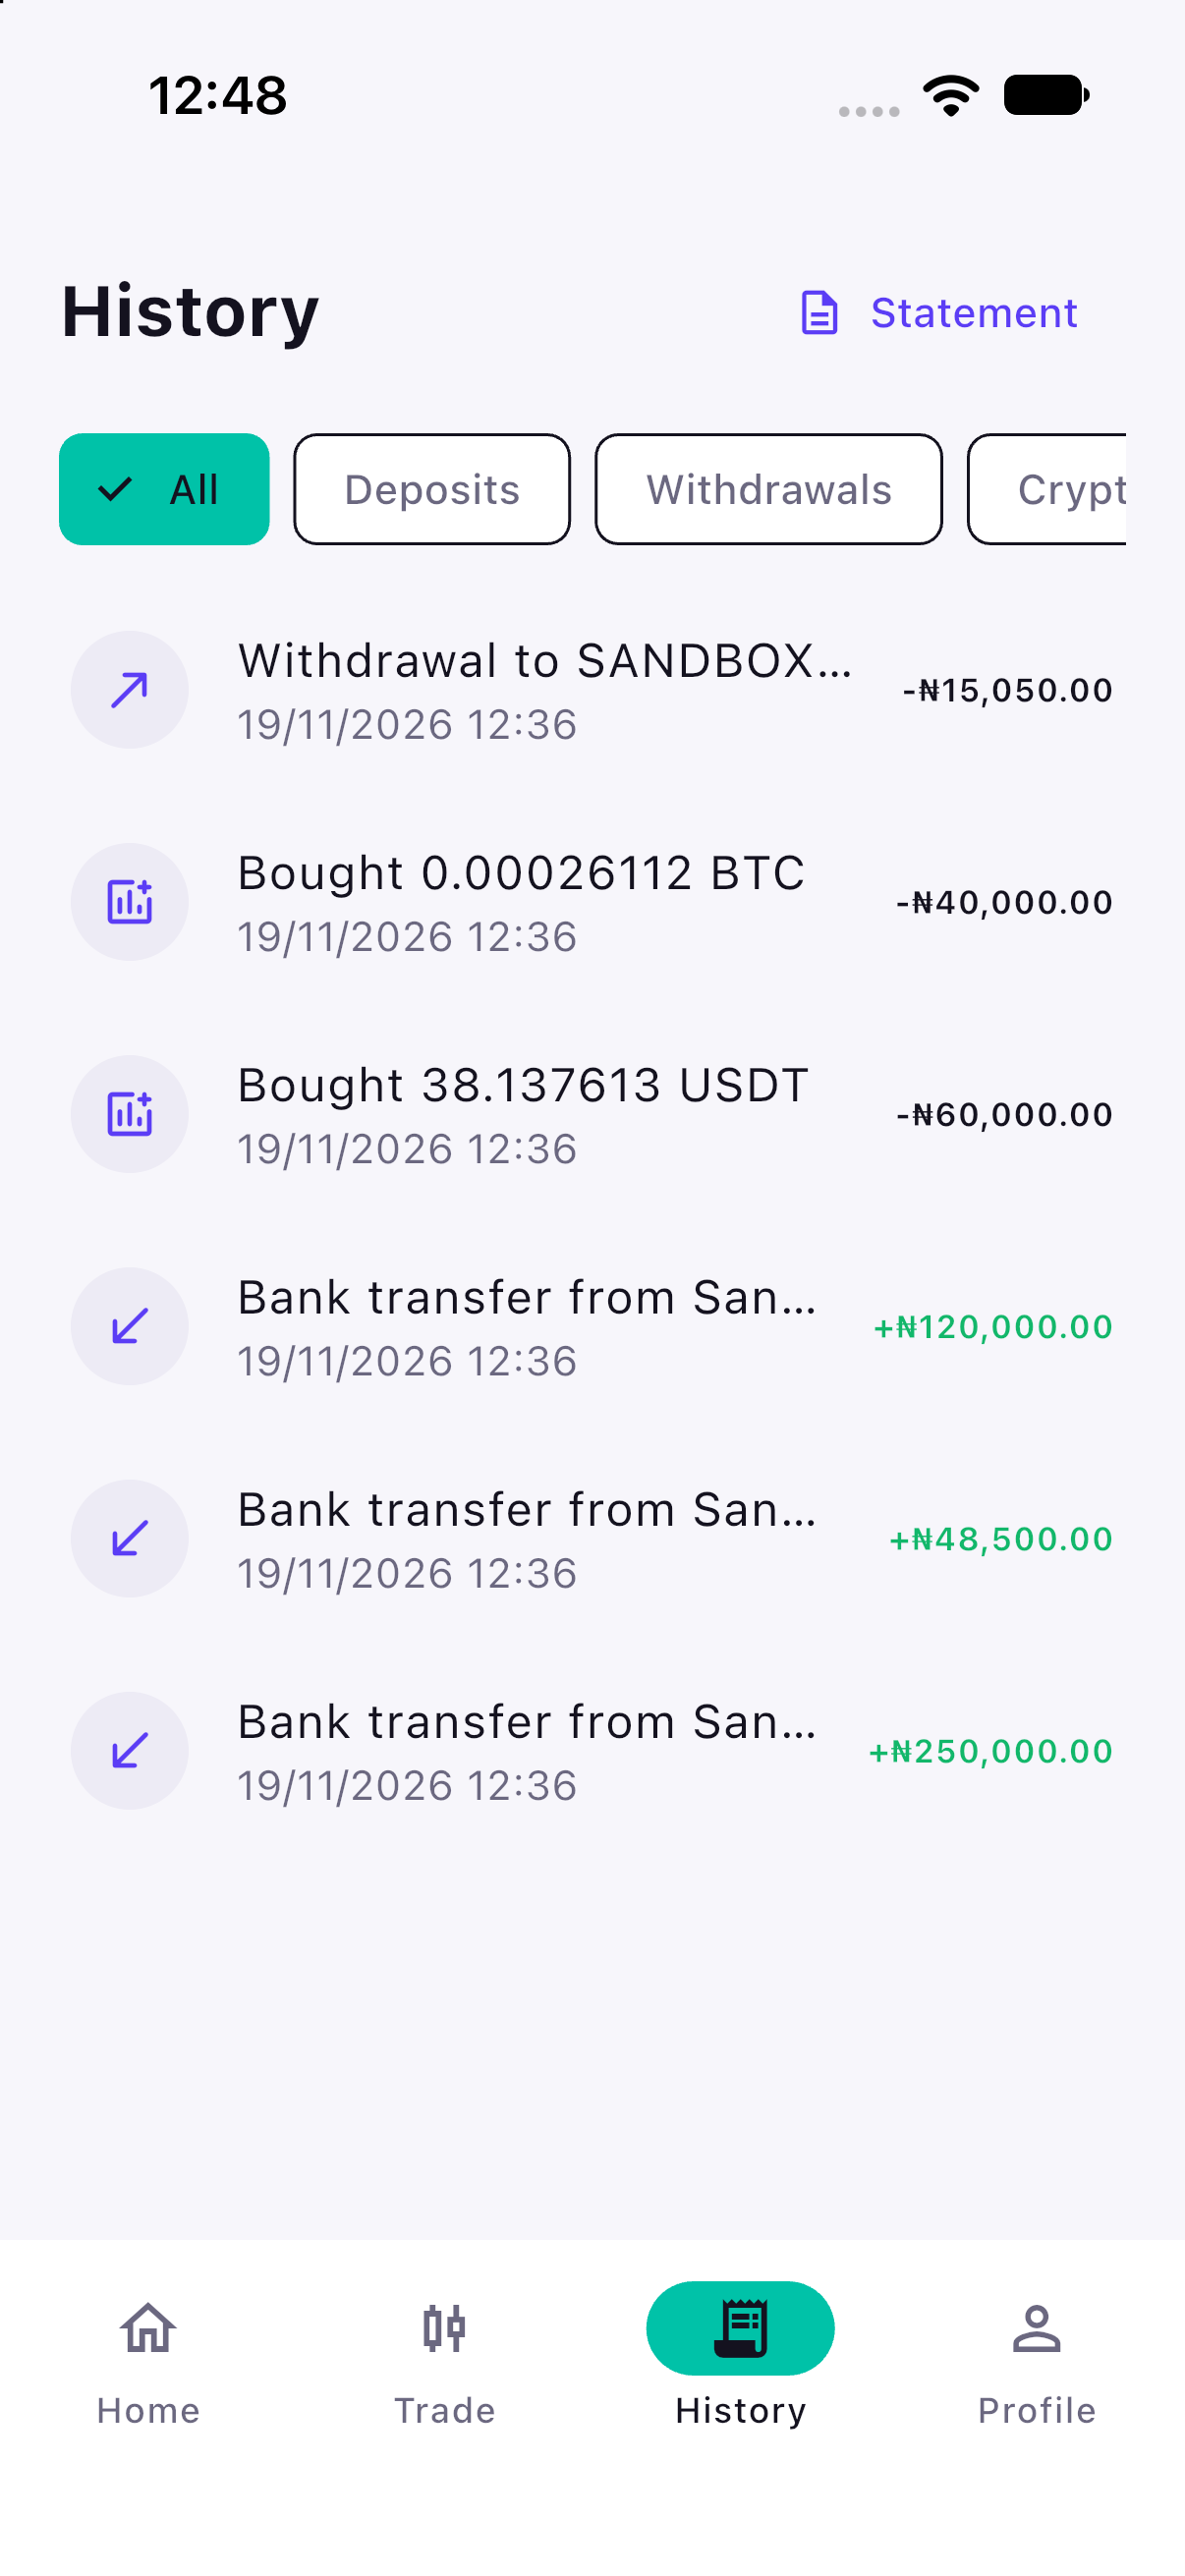 12:48
History
Statement
All
Deposits
Withdrawals
Crypt
Withdrawal to SANDBOX...
-₦15,050.00
19/11/2026 12:36
Bought 0.00026112 BTC
-₦40,000.00
19/11/2026 12:36
Bought 38.137613 USDT
-₦60,000.00
19/11/2026 12:36
Bank transfer from San...
+₦120,000.00
19/11/2026 12:36
Bank transfer from San...
+₦48,500.00
19/11/2026 12:36
Bank transfer from San...
+₦250,000.00
19/11/2026 12:36
Home
Trade
History
Profile